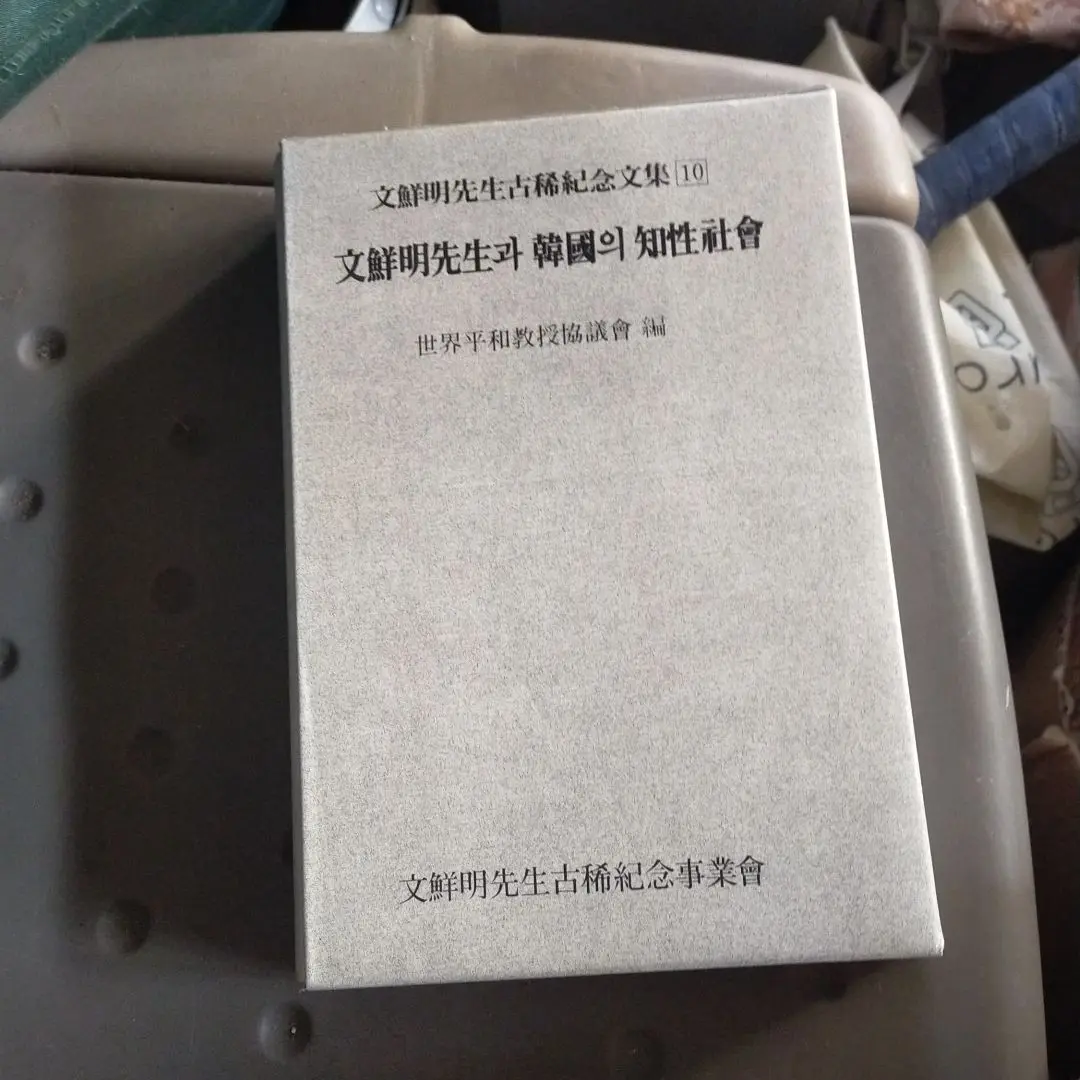 文鮮明先生古稀紀念文集 10
文鮮明先生과 韓國의 知性社會
世界平和教授協議會 編
文鮮明先生古稀紀念事業會